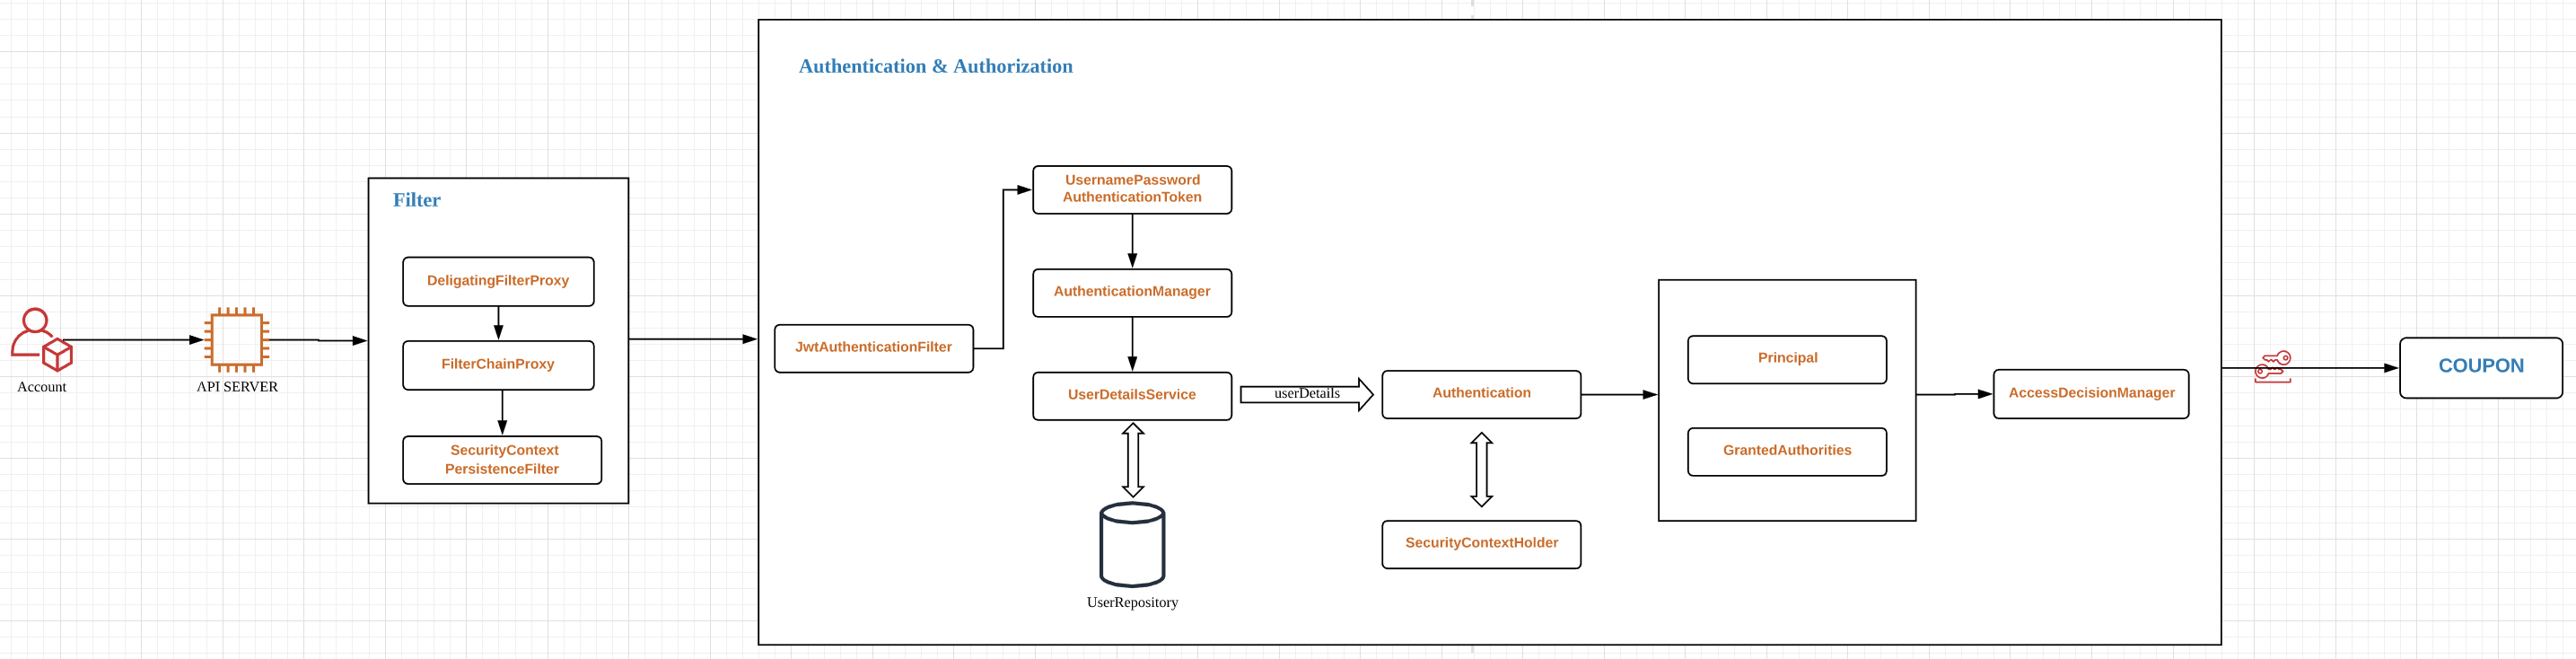 Authentication & Authorization
Filter
DeligatingFilterProxy
FilterChainProxy
SecurityContext
PersistenceFilter
Account
API SERVER
JwtAuthenticationFilter
UsernamePassword
AuthenticationToken
AuthenticationManager
UserDetailsService
userDetails
UserRepository
Authentication
SecurityContextHolder
Principal
GrantedAuthorities
AccessDecisionManager
COUPON